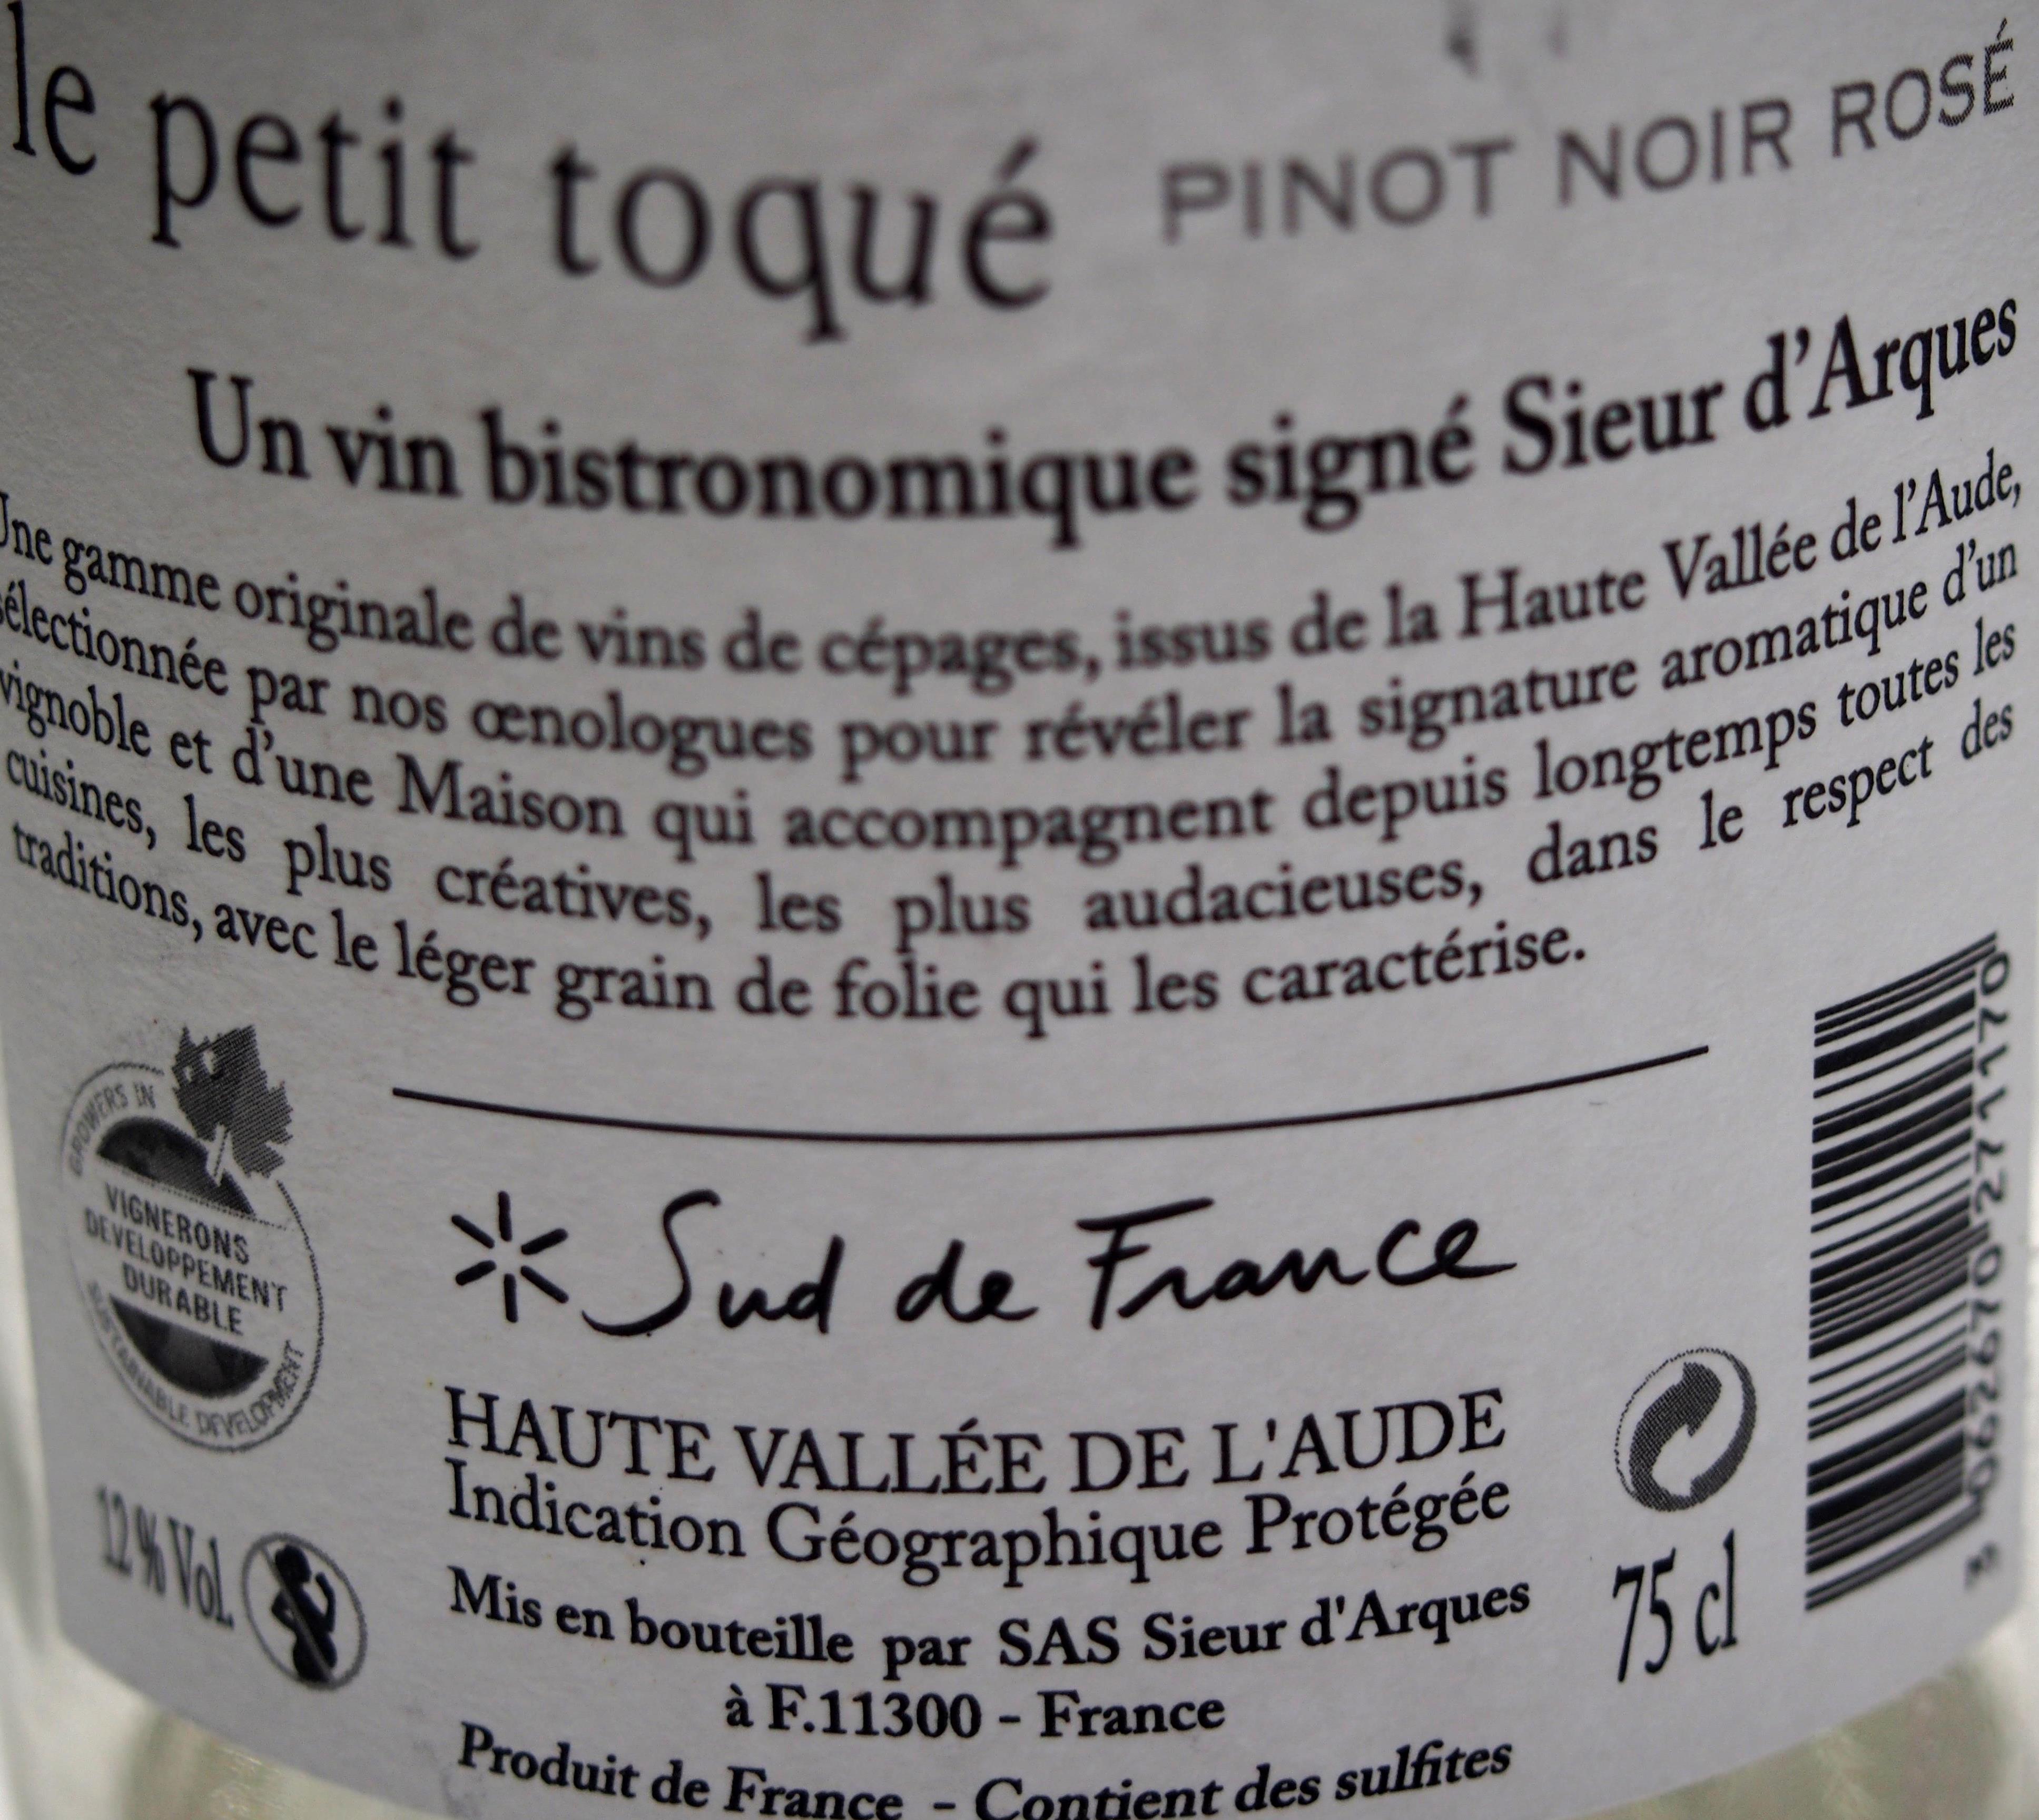 le petit toqué PINOT NOIR ROSÉ
Un vin bistronomique signé Sieur d'Arques
Une gamme originale de vins de cépages, issus de la Haute Vallée de l'Aude,
sélectionnée par nos œnologues pour révéler la signature aromatique d'un
vignoble et d'une Maison qui accompagnent depuis longtemps toutes les
cuisines, les plus créatives, les plus audacieuses, dans le respect des
traditions, avec le léger grain de folie qui les caractérise.
GROWERS IN
VIGNERONS
DEVELOPPEMENT
DURABLE
SUSTAINABLE DEVELOPMENT
Sud de France
HAUTE VALLÉE DE L'AUDE
Indication Géographique Protégée
12 % Vol.
Mis en bouteille par SAS Sieur d'Arques
à F.11300 - France
Produit de France - Contient des sulfites
75 cl
3 062670 271170